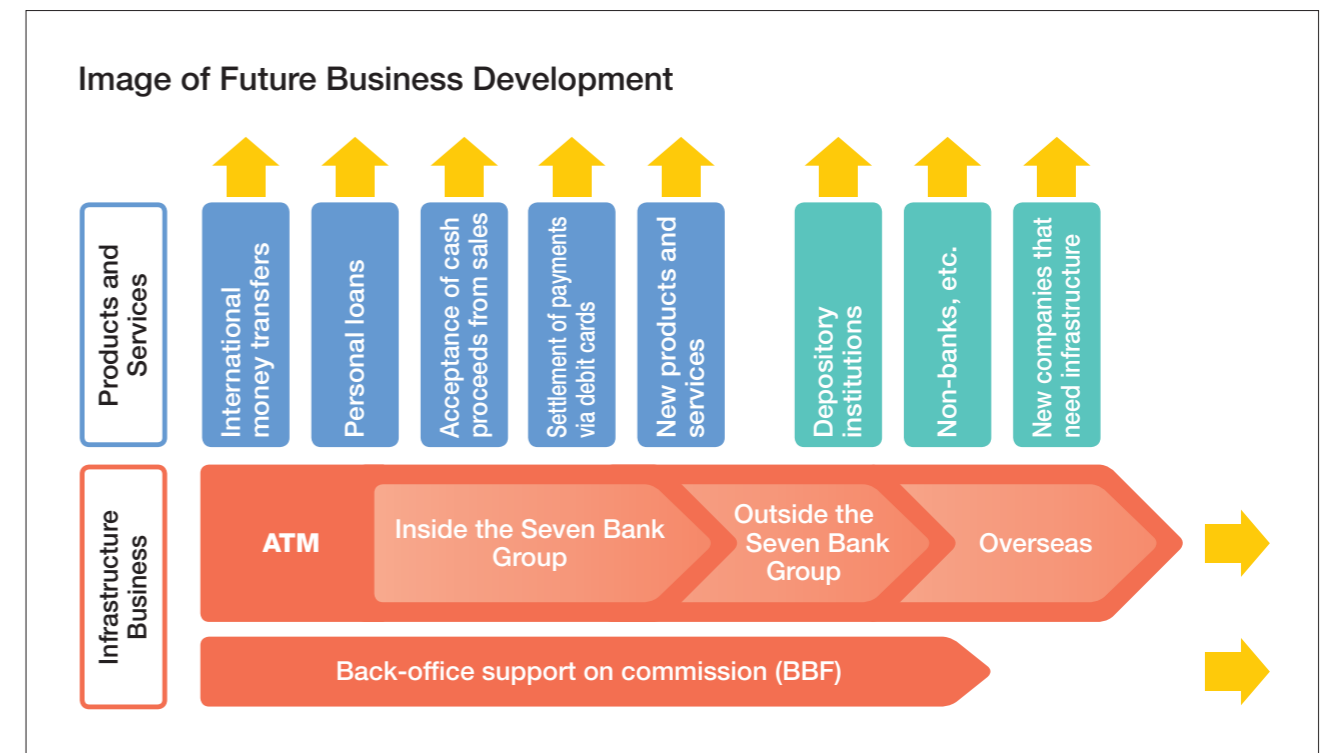 Image of Future Business Development
Products and
Services
International
money transfers
Personal loans
Acceptance of cash
proceeds from sales
Settlement of payments
via debit cards
New products and
services
Depository
institutions
Non-banks, etc.
New companies that
need infrastructure
Infrastructure
Business
ATM
Inside the Seven Bank
Group
Outside the
Seven Bank
Group
Overseas
Back-office support on commission (BBF)